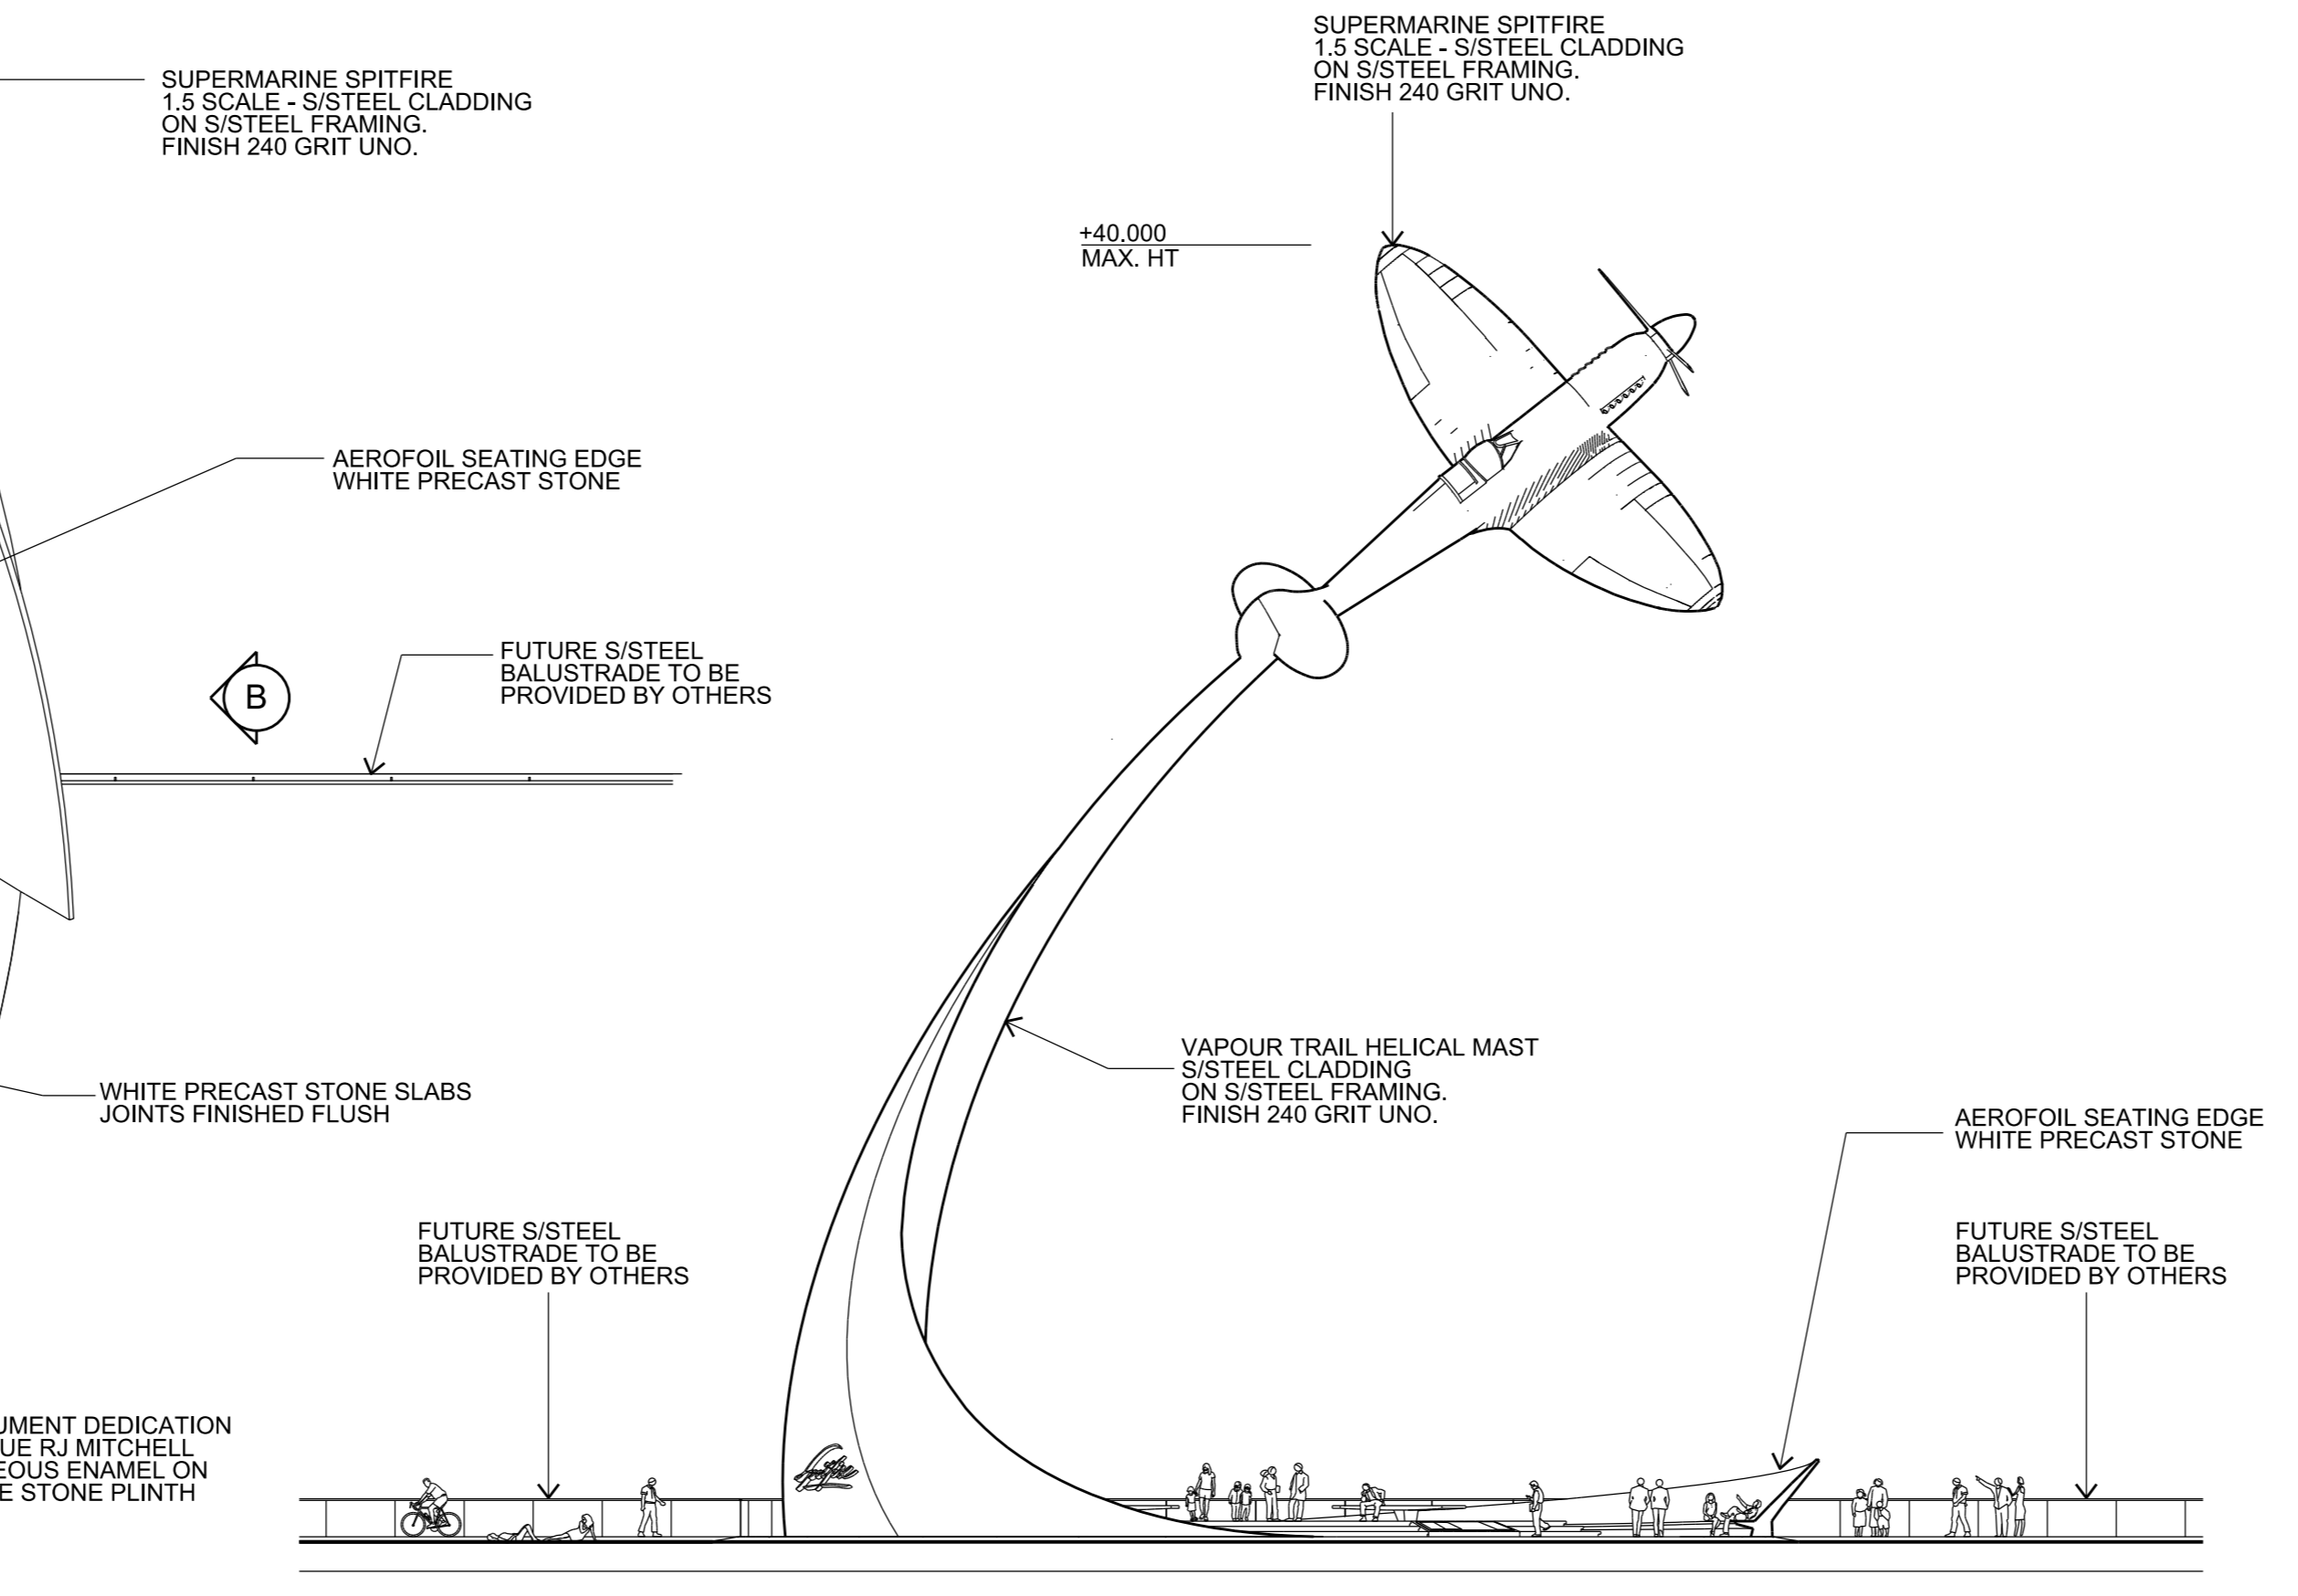 SUPERMARINE SPITFIRE
1.5 SCALE - S/STEEL CLADDING
ON S/STEEL FRAMING.
FINISH 240 GRIT UNO.
SUPERMARINE SPITFIRE
1.5 SCALE - S/STEEL CLADDING
ON S/STEEL FRAMING.
FINISH 240 GRIT UNO.
+40.000
MAX. HT
AEROFOIL SEATING EDGE
WHITE PRECAST STONE
FUTURE S/STEEL
BALUSTRADE TO BE
PROVIDED BY OTHERS
B
VAPOUR TRAIL HELICAL MAST
S/STEEL CLADDING
ON S/STEEL FRAMING.
FINISH 240 GRIT UNO.
WHITE PRECAST STONE SLABS
JOINTS FINISHED FLUSH
AEROFOIL SEATING EDGE
WHITE PRECAST STONE
FUTURE S/STEEL
BALUSTRADE TO BE
PROVIDED BY OTHERS
FUTURE S/STEEL
BALUSTRADE TO BE
PROVIDED BY OTHERS
UMENT DEDICATION
UE RJ MITCHELL
EOUS ENAMEL ON
E STONE PLINTH
Spitfire